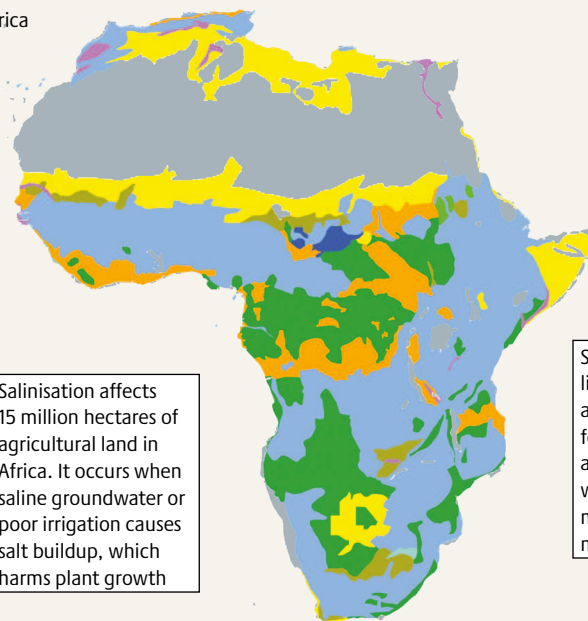 rica
Salinisation affects
15 million hectares of
agricultural land in
Africa. It occurs when
saline groundwater or
poor irrigation causes
salt buildup, which
harms plant growth